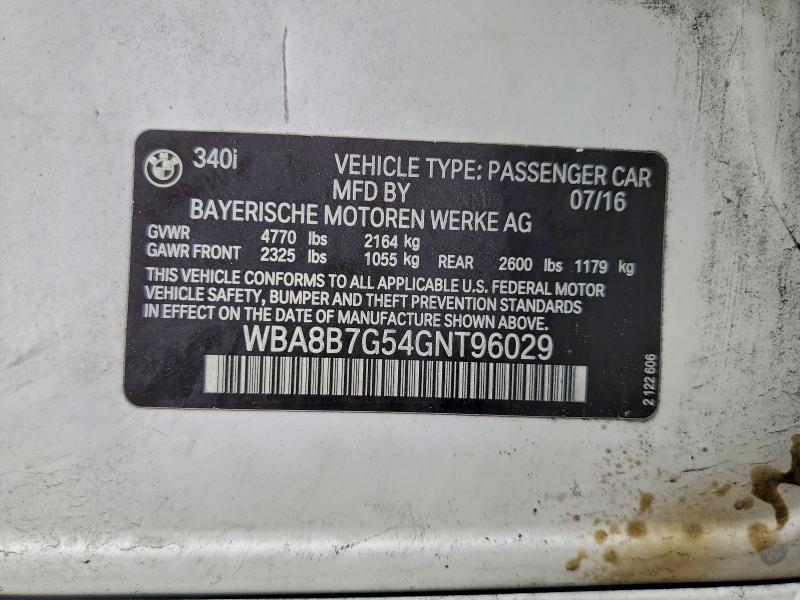 340i VEHICLE TYPE: PASSENGER CAR
MFD BY 07/16
BAYERISCHE MOTOREN WERKE AG
GVWR 4770 lbs 2164 kg
GAWR FRONT 2325 lbs 1055 kg REAR 2600 lbs 1179 kg
THIS VEHICLE CONFORMS TO ALL APPLICABLE U.S. FEDERAL MOTOR
VEHICLE SAFETY, BUMPER AND THEFT PREVENTION STANDARDS
IN EFFECT ON THE DATE OF MANUFACTURE SHOWN ABOVE.
WBA8B7G54GNT96029
2 122 606